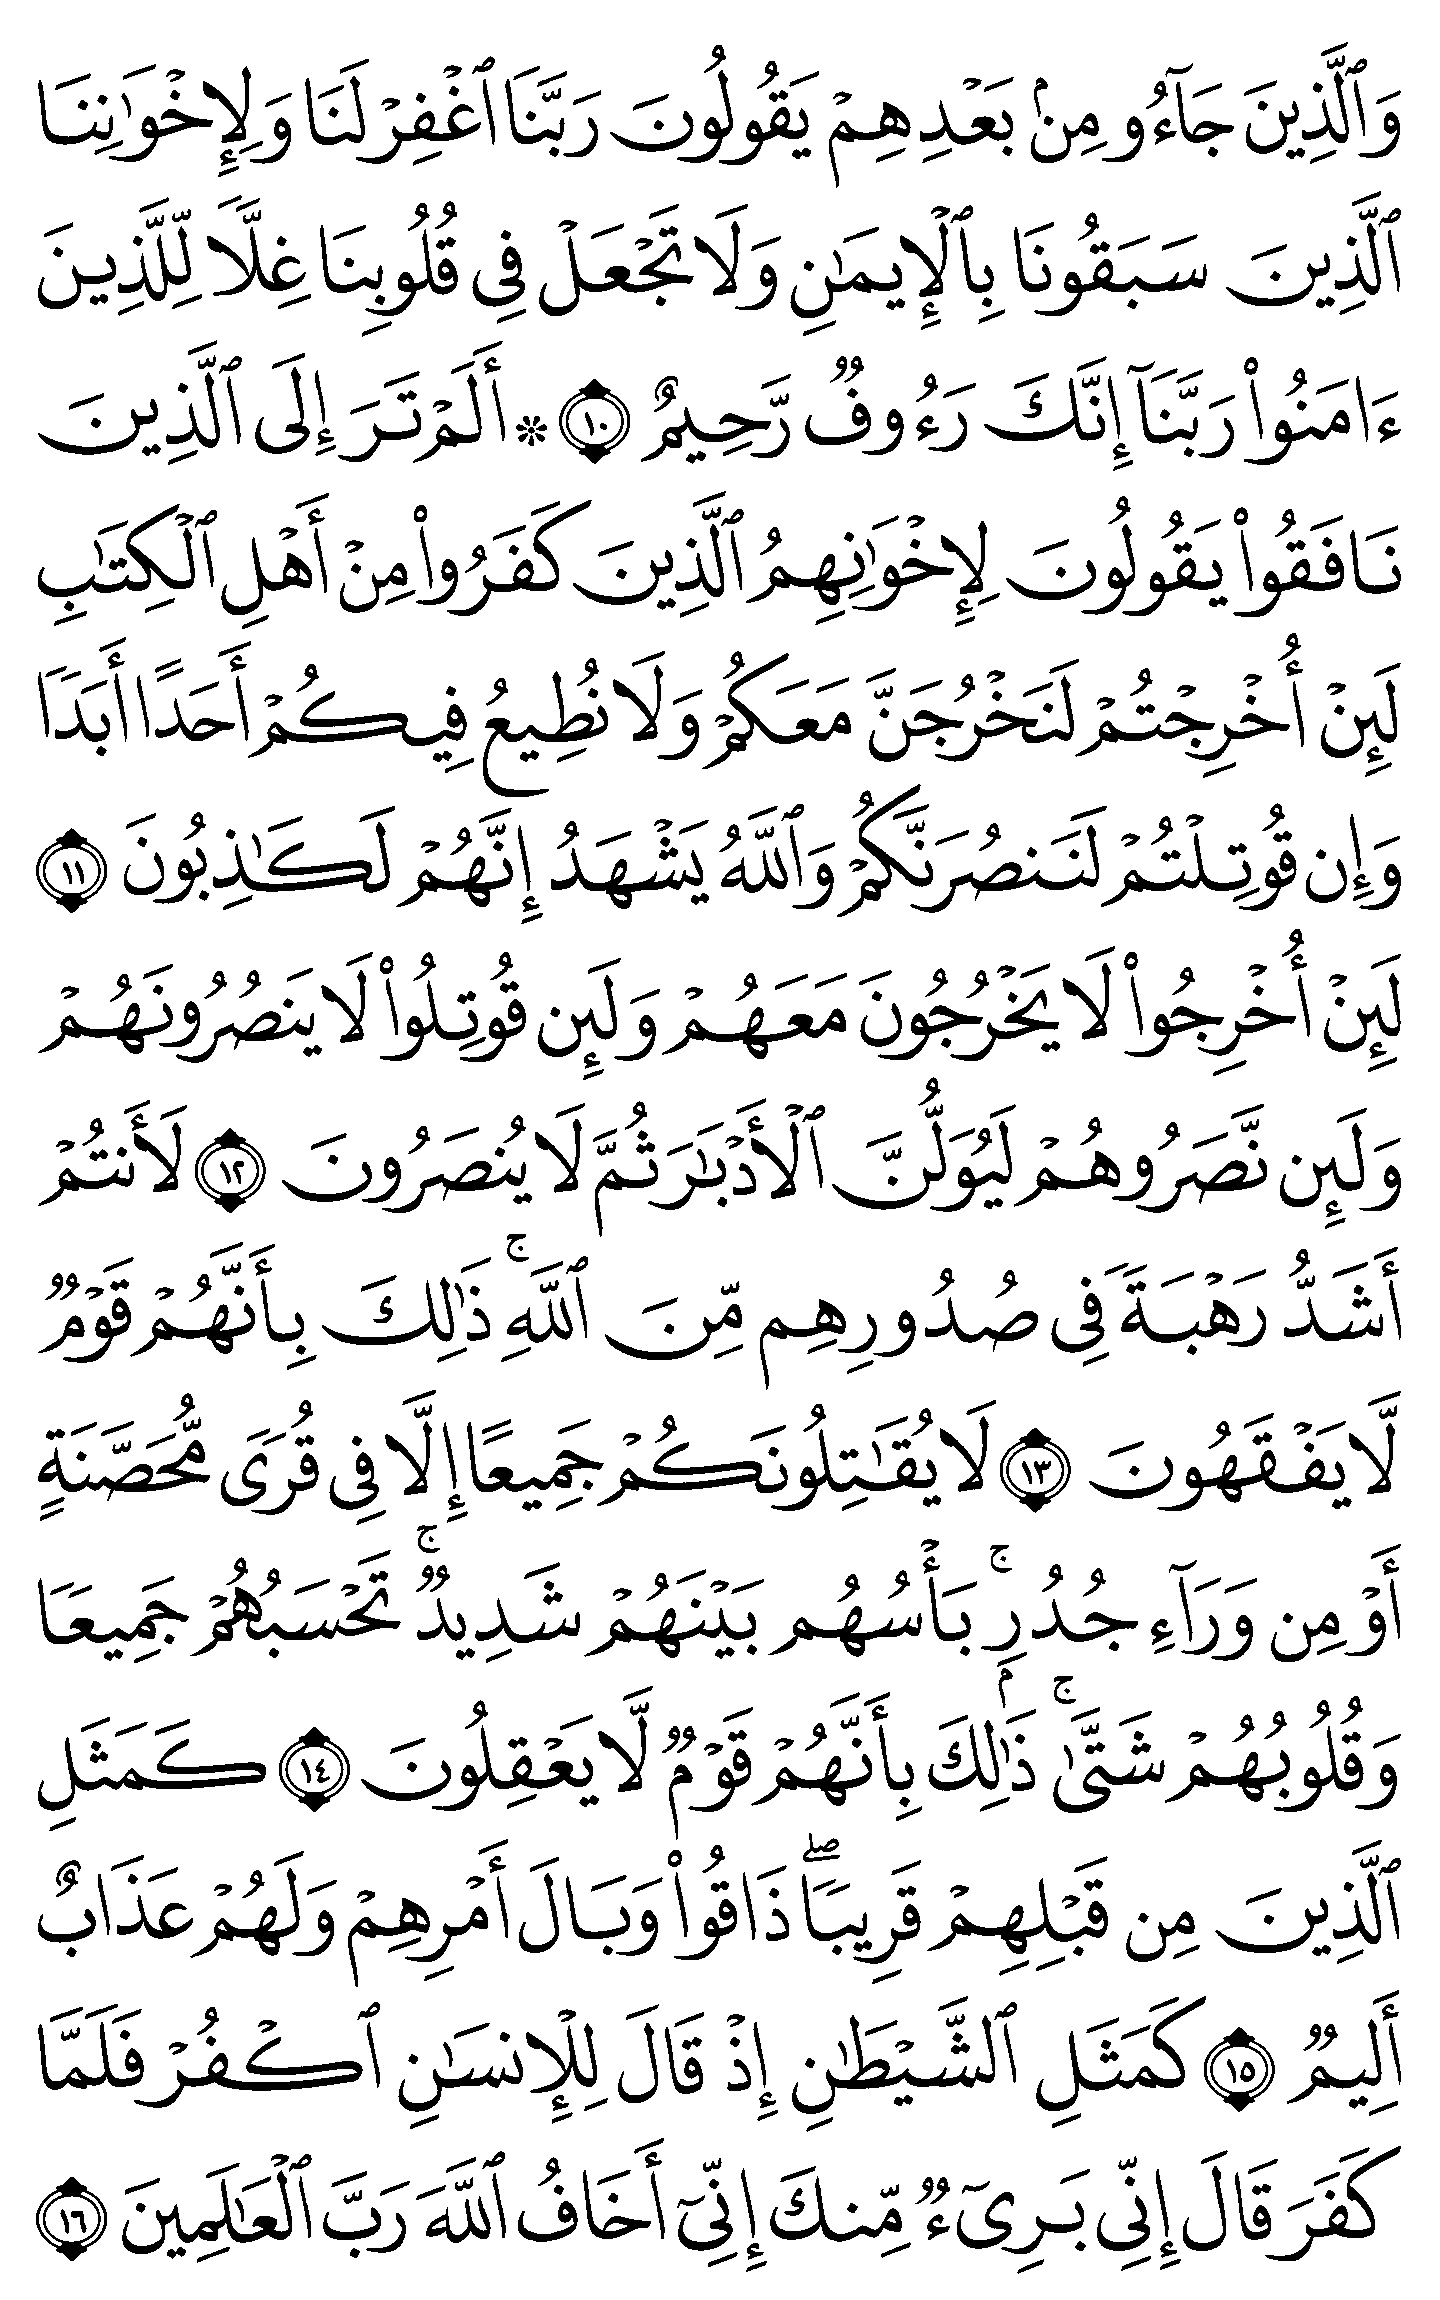 وَٱلَّذِينَ جَآءُو مِنۢ بَعْدِهِمْ يَقُولُونَ رَبَّنَا ٱغْفِرْ لَنَا وَلِإِخْوَٰنِنَا
ٱلَّذِينَ سَبَقُونَا بِٱلْإِيمَٰنِ وَلَا تَجْعَلْ فِى قُلُوبِنَا غِلًّا لِّلَّذِينَ
ءَامَنُوا۟ رَبَّنَآ إِنَّكَ رَءُوفٌ رَّحِيمٌ ١٠ ۞ أَلَمْ تَرَ إِلَى ٱلَّذِينَ
نَافَقُوا۟ يَقُولُونَ لِإِخْوَٰنِهِمُ ٱلَّذِينَ كَفَرُوا۟ مِنْ أَهْلِ ٱلْكِتَٰبِ
لَئِنْ أُخْرِجْتُمْ لَنَخْرُجَنَّ مَعَكُمْ وَلَا نُطِيعُ فِيكُمْ أَحَدًا أَبَدًا
وَإِن قُوتِلْتُمْ لَنَنصُرَنَّكُمْ وَٱللَّهُ يَشْهَدُ إِنَّهُمْ لَكَٰذِبُونَ ١١
لَئِنْ أُخْرِجُوا۟ لَا يَخْرُجُونَ مَعَهُمْ وَلَئِن قُوتِلُوا۟ لَا يَنصُرُونَهُمْ
وَلَئِن نَّصَرُوهُمْ لَيُوَلُّنَّ ٱلْأَدْبَٰرَ ثُمَّ لَا يُنصَرُونَ ١٢ لَأَنتُمْ
أَشَدُّ رَهْبَةً فِى صُدُورِهِم مِّنَ ٱللَّهِ ۚ ذَٰلِكَ بِأَنَّهُمْ قَوْمٌ
لَّا يَفْقَهُونَ ١٣ لَا يُقَٰتِلُونَكُمْ جَمِيعًا إِلَّا فِى قُرًى مُّحَصَّنَةٍ
أَوْ مِن وَرَآءِ جُدُرٍۭ ۚ بَأْسُهُم بَيْنَهُمْ شَدِيدٌ ۚ تَحْسَبُهُمْ جَمِيعًا
وَقُلُوبُهُمْ شَتَّىٰ ۚ ذَٰلِكَ بِأَنَّهُمْ قَوْمٌ لَّا يَعْقِلُونَ ١٤ كَمَثَلِ
ٱلَّذِينَ مِن قَبْلِهِمْ قَرِيبًا ۖ ذَاقُوا۟ وَبَالَ أَمْرِهِمْ وَلَهُمْ عَذَابٌ
أَلِيمٌ ١٥ كَمَثَلِ ٱلشَّيْطَٰنِ إِذْ قَالَ لِلْإِنسَٰنِ ٱكْفُرْ فَلَمَّا
كَفَرَ قَالَ إِنِّى بَرِىٓءٌ مِّنكَ إِنِّىٓ أَخَافُ ٱللَّهَ رَبَّ ٱلْعَٰلَمِينَ ١٦